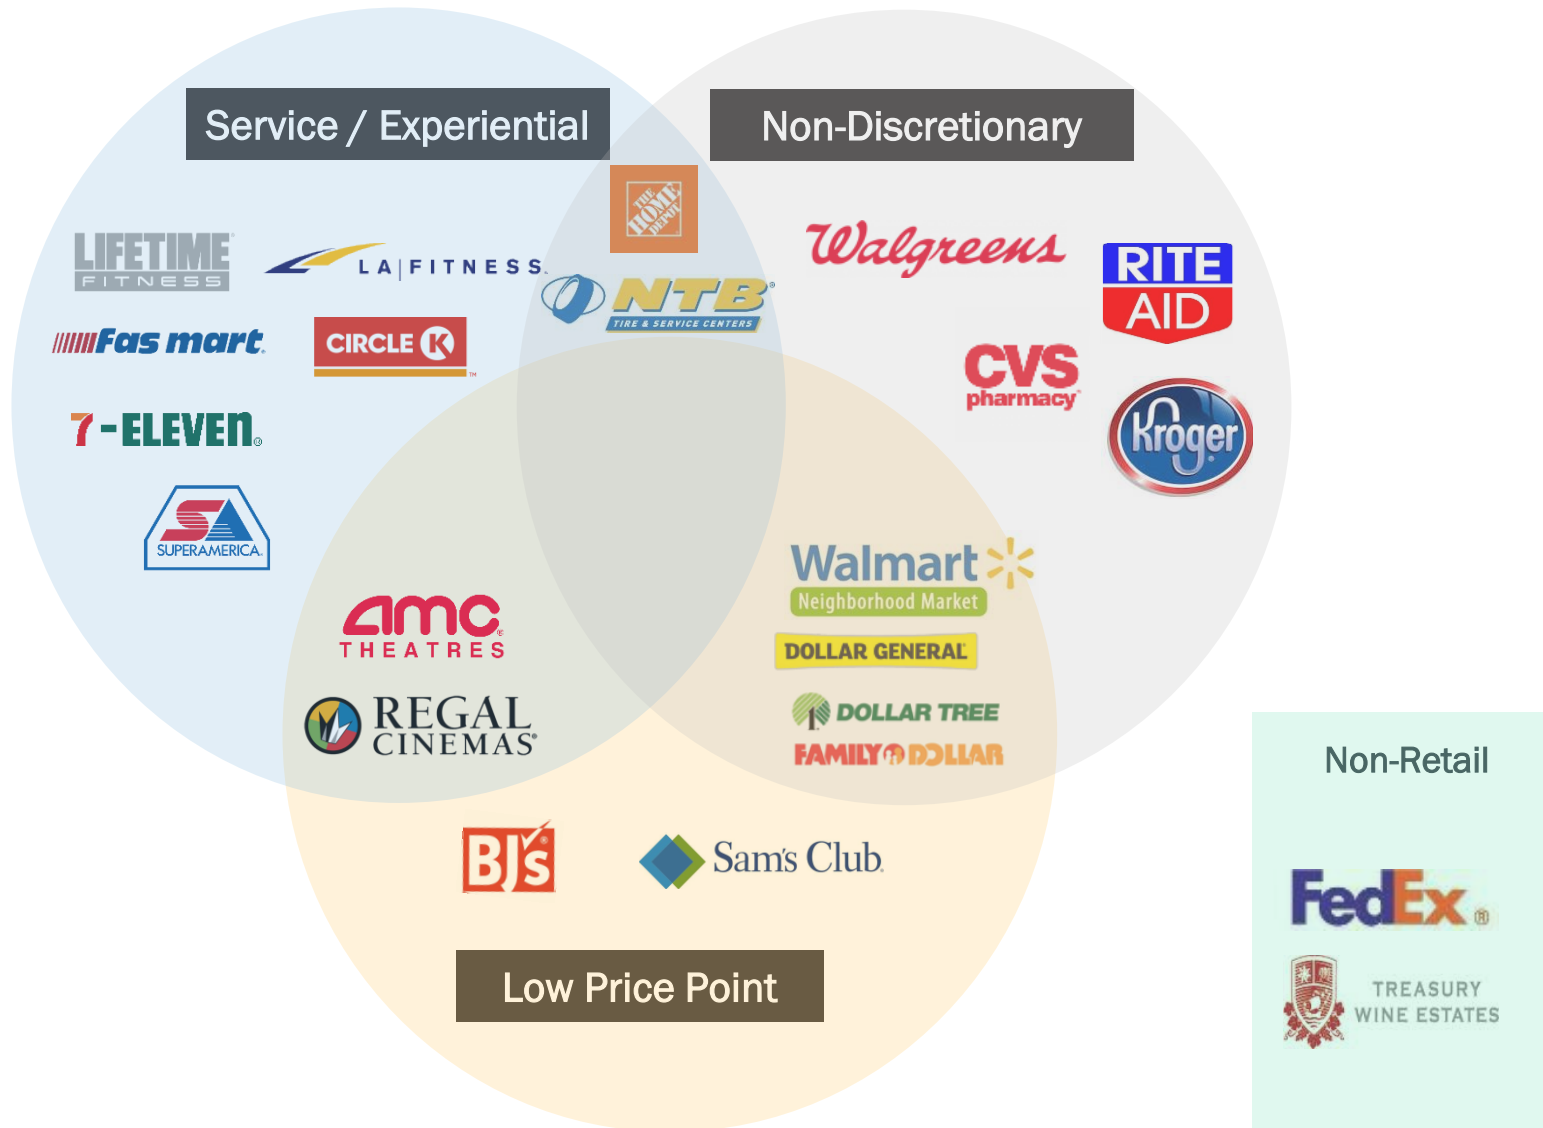 Service / Experiential
Non-Discretionary
THE
HOME
DEPOT
LIFETIME
FITNESS
LA|FITNESS
NTB
TIRE & SERVICE CENTERS
Walgreens
RITE
AID
Fas mart
CIRCLE K
CVS
pharmacy
7-ELEVEN
Kroger
SUPERAMERICA
amc
THEATRES
Walmart
Neighborhood Market
DOLLAR GENERAL
REGAL
CINEMAS
DOLLAR TREE
FAMILY DOLLAR
Non-Retail
BJ's
Sam's Club
FedEx
Low Price Point
TREASURY
WINE ESTATES